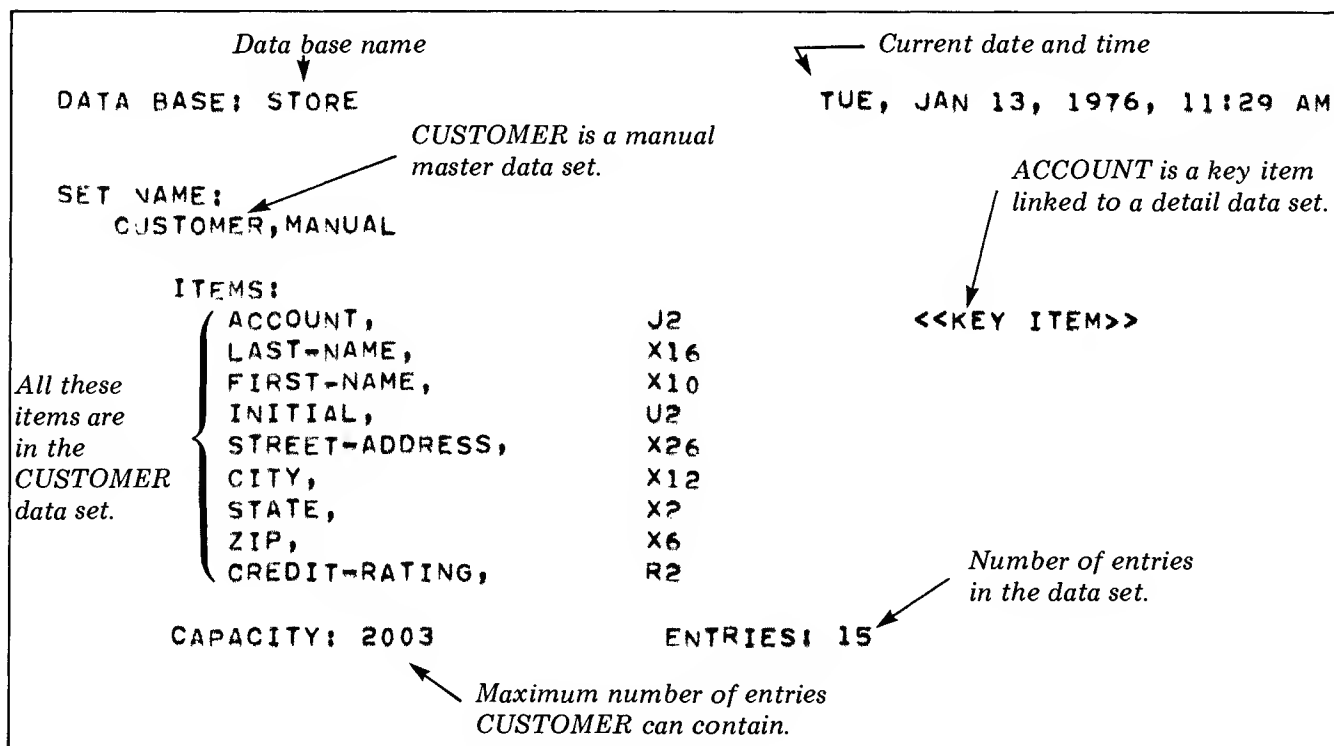 Data base name
Current date and time
DATA BASE: STORE
TUE, JAN 13, 1976, 11:29 AM
CUSTOMER is a manual
master data set.
ACCOUNT is a key item
linked to a detail data set.
SET NAME:
CUSTOMER,MANUAL
ITEMS:
ACCOUNT, J2 <<KEY ITEM>>
LAST-NAME, X16
FIRST-NAME, X10
INITIAL, U2
STREET-ADDRESS, X26
CITY, X12
STATE, X2
ZIP, X6
CREDIT-RATING, R2
All these
items are
in the
CUSTOMER
data set.
Number of entries
in the data set.
CAPACITY: 2003 ENTRIES: 15
Maximum number of entries
CUSTOMER can contain.